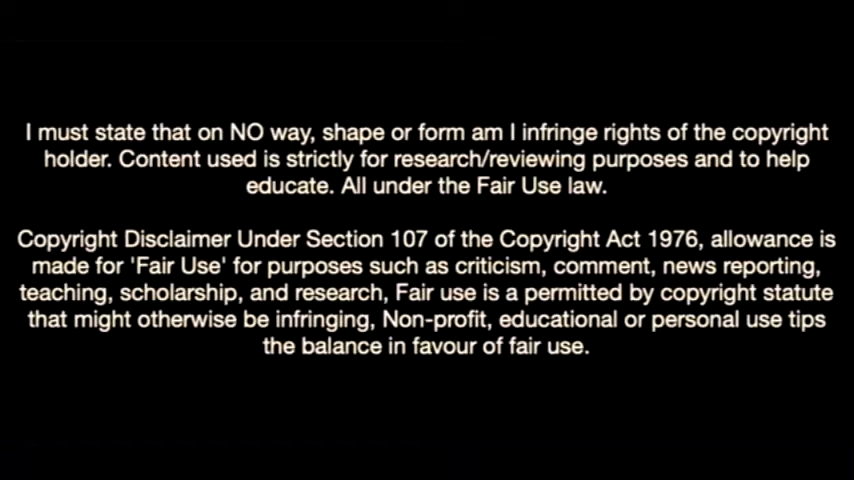 I must state that on NO way, shape or form am I infringe rights of the copyright
holder. Content used is strictly for research/reviewing purposes and to help
educate. All under the Fair Use law.
Copyright Disclaimer Under Section 107 of the Copyright Act 1976, allowance is
made for 'Fair Use' for purposes such as criticism, comment, news reporting,
teaching, scholarship, and research, Fair use is a permitted by copyright statute
that might otherwise be infringing, Non-profit, educational or personal use tips
the balance in favour of fair use.